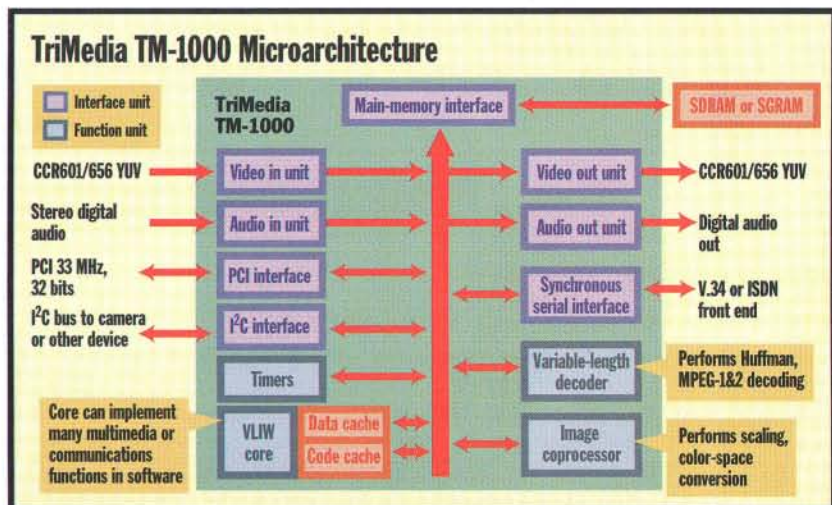 TriMedia TM-1000 Microarchitecture
Interface unit
Function unit
TriMedia
TM-1000
Main-memory interface
SDRAM or SGRAM
CCR601/656 YUV
Video in unit
Video out unit
CCR601/656 YUV
Stereo digital
audio
Audio in unit
Audio out unit
Digital audio
out
PCI 33 MHz,
32 bits
PCI interface
Synchronous
serial interface
V.34 or ISDN
front end
I²C bus to camera
or other device
I²C interface
Timers
Variable-length
decoder
Performs Huffman,
MPEG-1&2 decoding
Core can implement
many multimedia or
communications
functions in software
VLIW
core
Data cache
Code cache
Image
coprocessor
Performs scaling,
color-space
conversion